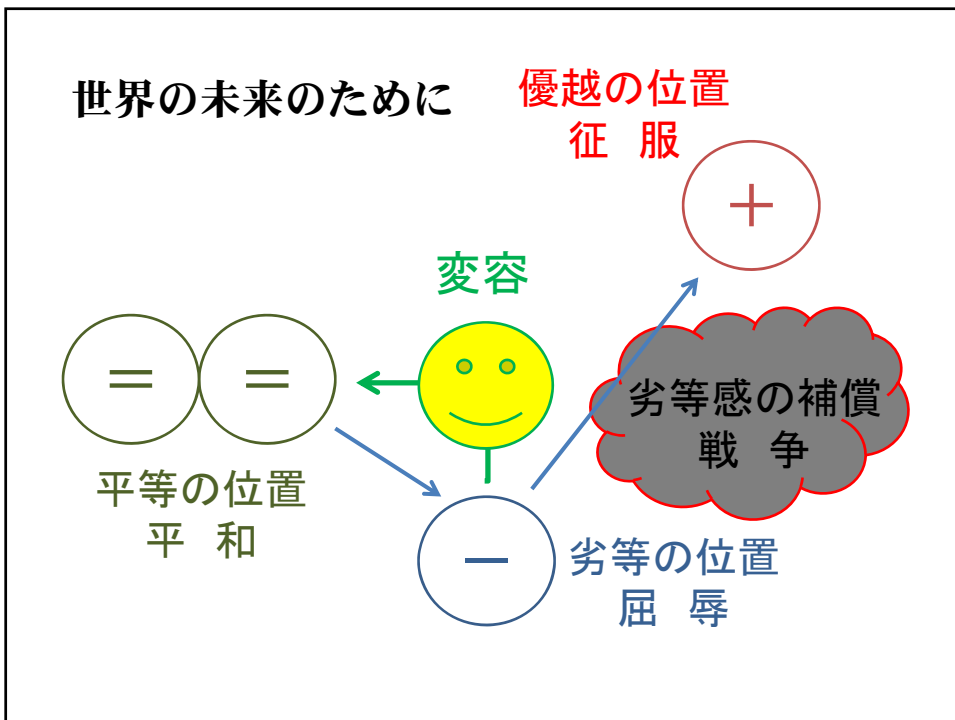 世界の未来のために
優越の位置
征 服
＋
変容
＝ ＝
劣等感の補償
戦 争
平等の位置
平 和
－
劣等の位置
屈 辱